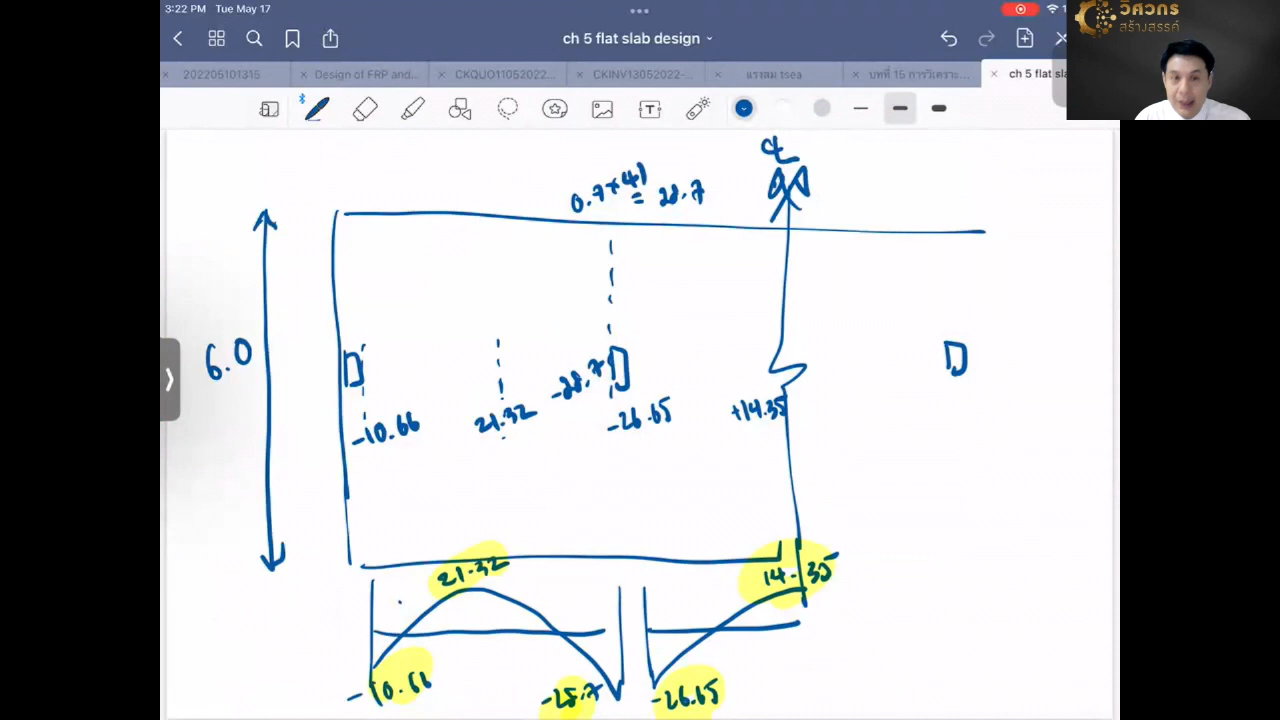 3:22 PM Tue May 17
วิศวกร
สร้างสรรค์
ch 5 flat slab design
202205101315
Design of FRP and...
CKQUO11052022...
CKINV13052022-...
แรงลม tsea
บทที่ 15 การวิเคราะ...
ch 5 flat sla
T
0.7×41
= 28.7
6.0
-28.7
-10.66
21.32
-26.65
+14.35
21.32
14.35
-10.66
-28.7
-26.65